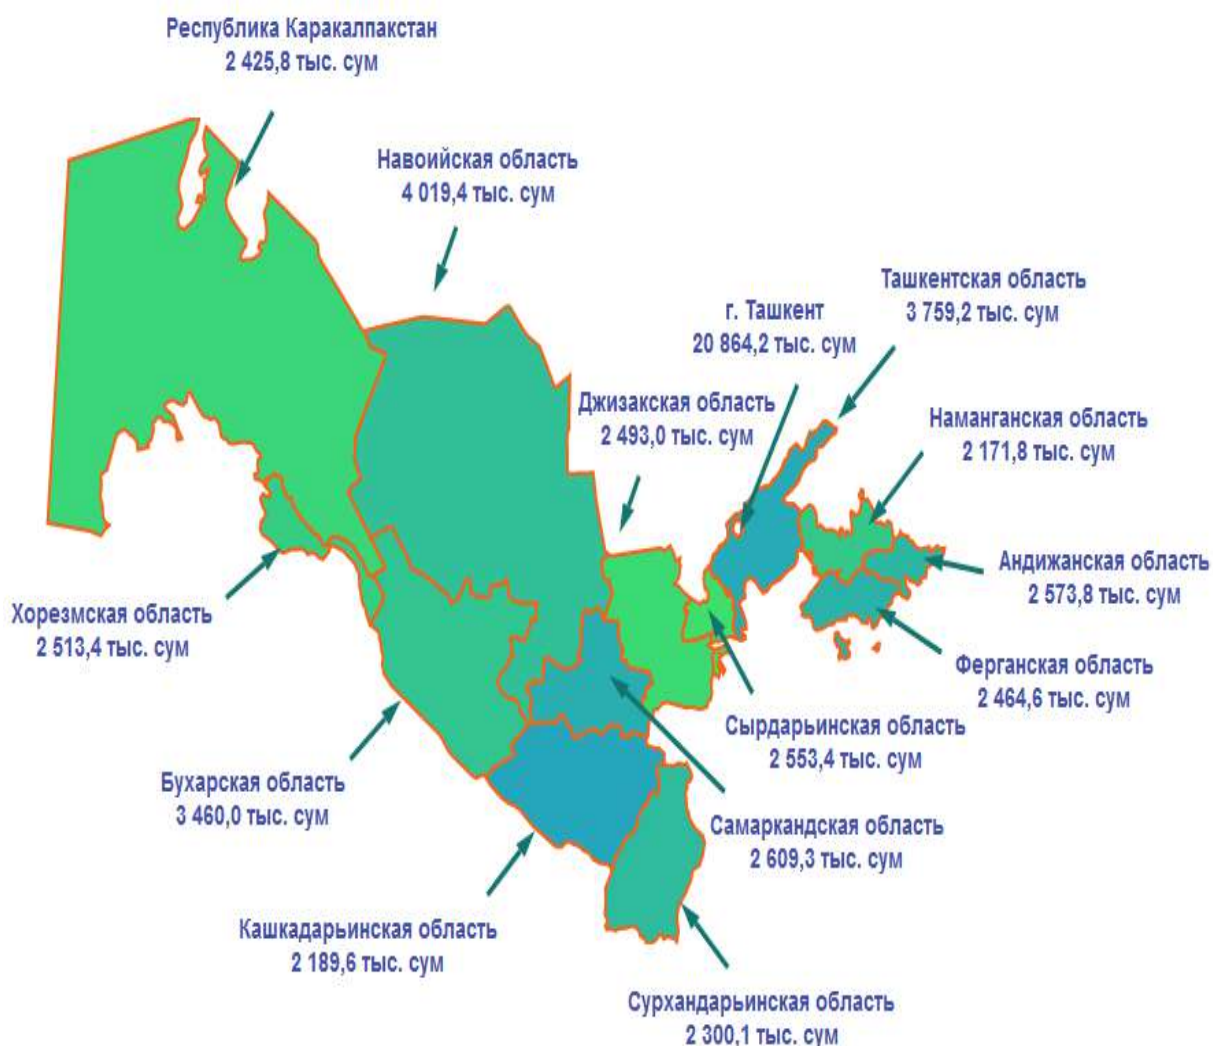 Республика Каракалпакстан
2 425,8 тыс. сум
Навоийская область
4 019,4 тыс. сум
Ташкентская область
3 759,2 тыс. сум
г. Ташкент
20 864,2 тыс. сум
Джизакская область
2 493,0 тыс. сум
Наманганская область
2 171,8 тыс. сум
Андижанская область
2 573,8 тыс. сум
Хорезмская область
2 513,4 тыс. сум
Ферганская область
2 464,6 тыс. сум
Сырдарьинская область
2 553,4 тыс. сум
Бухарская область
3 460,0 тыс. сум
Самаркандская область
2 609,3 тыс. сум
Кашкадарьинская область
2 189,6 тыс. сум
Сурхандарьинская область
2 300,1 тыс. сум